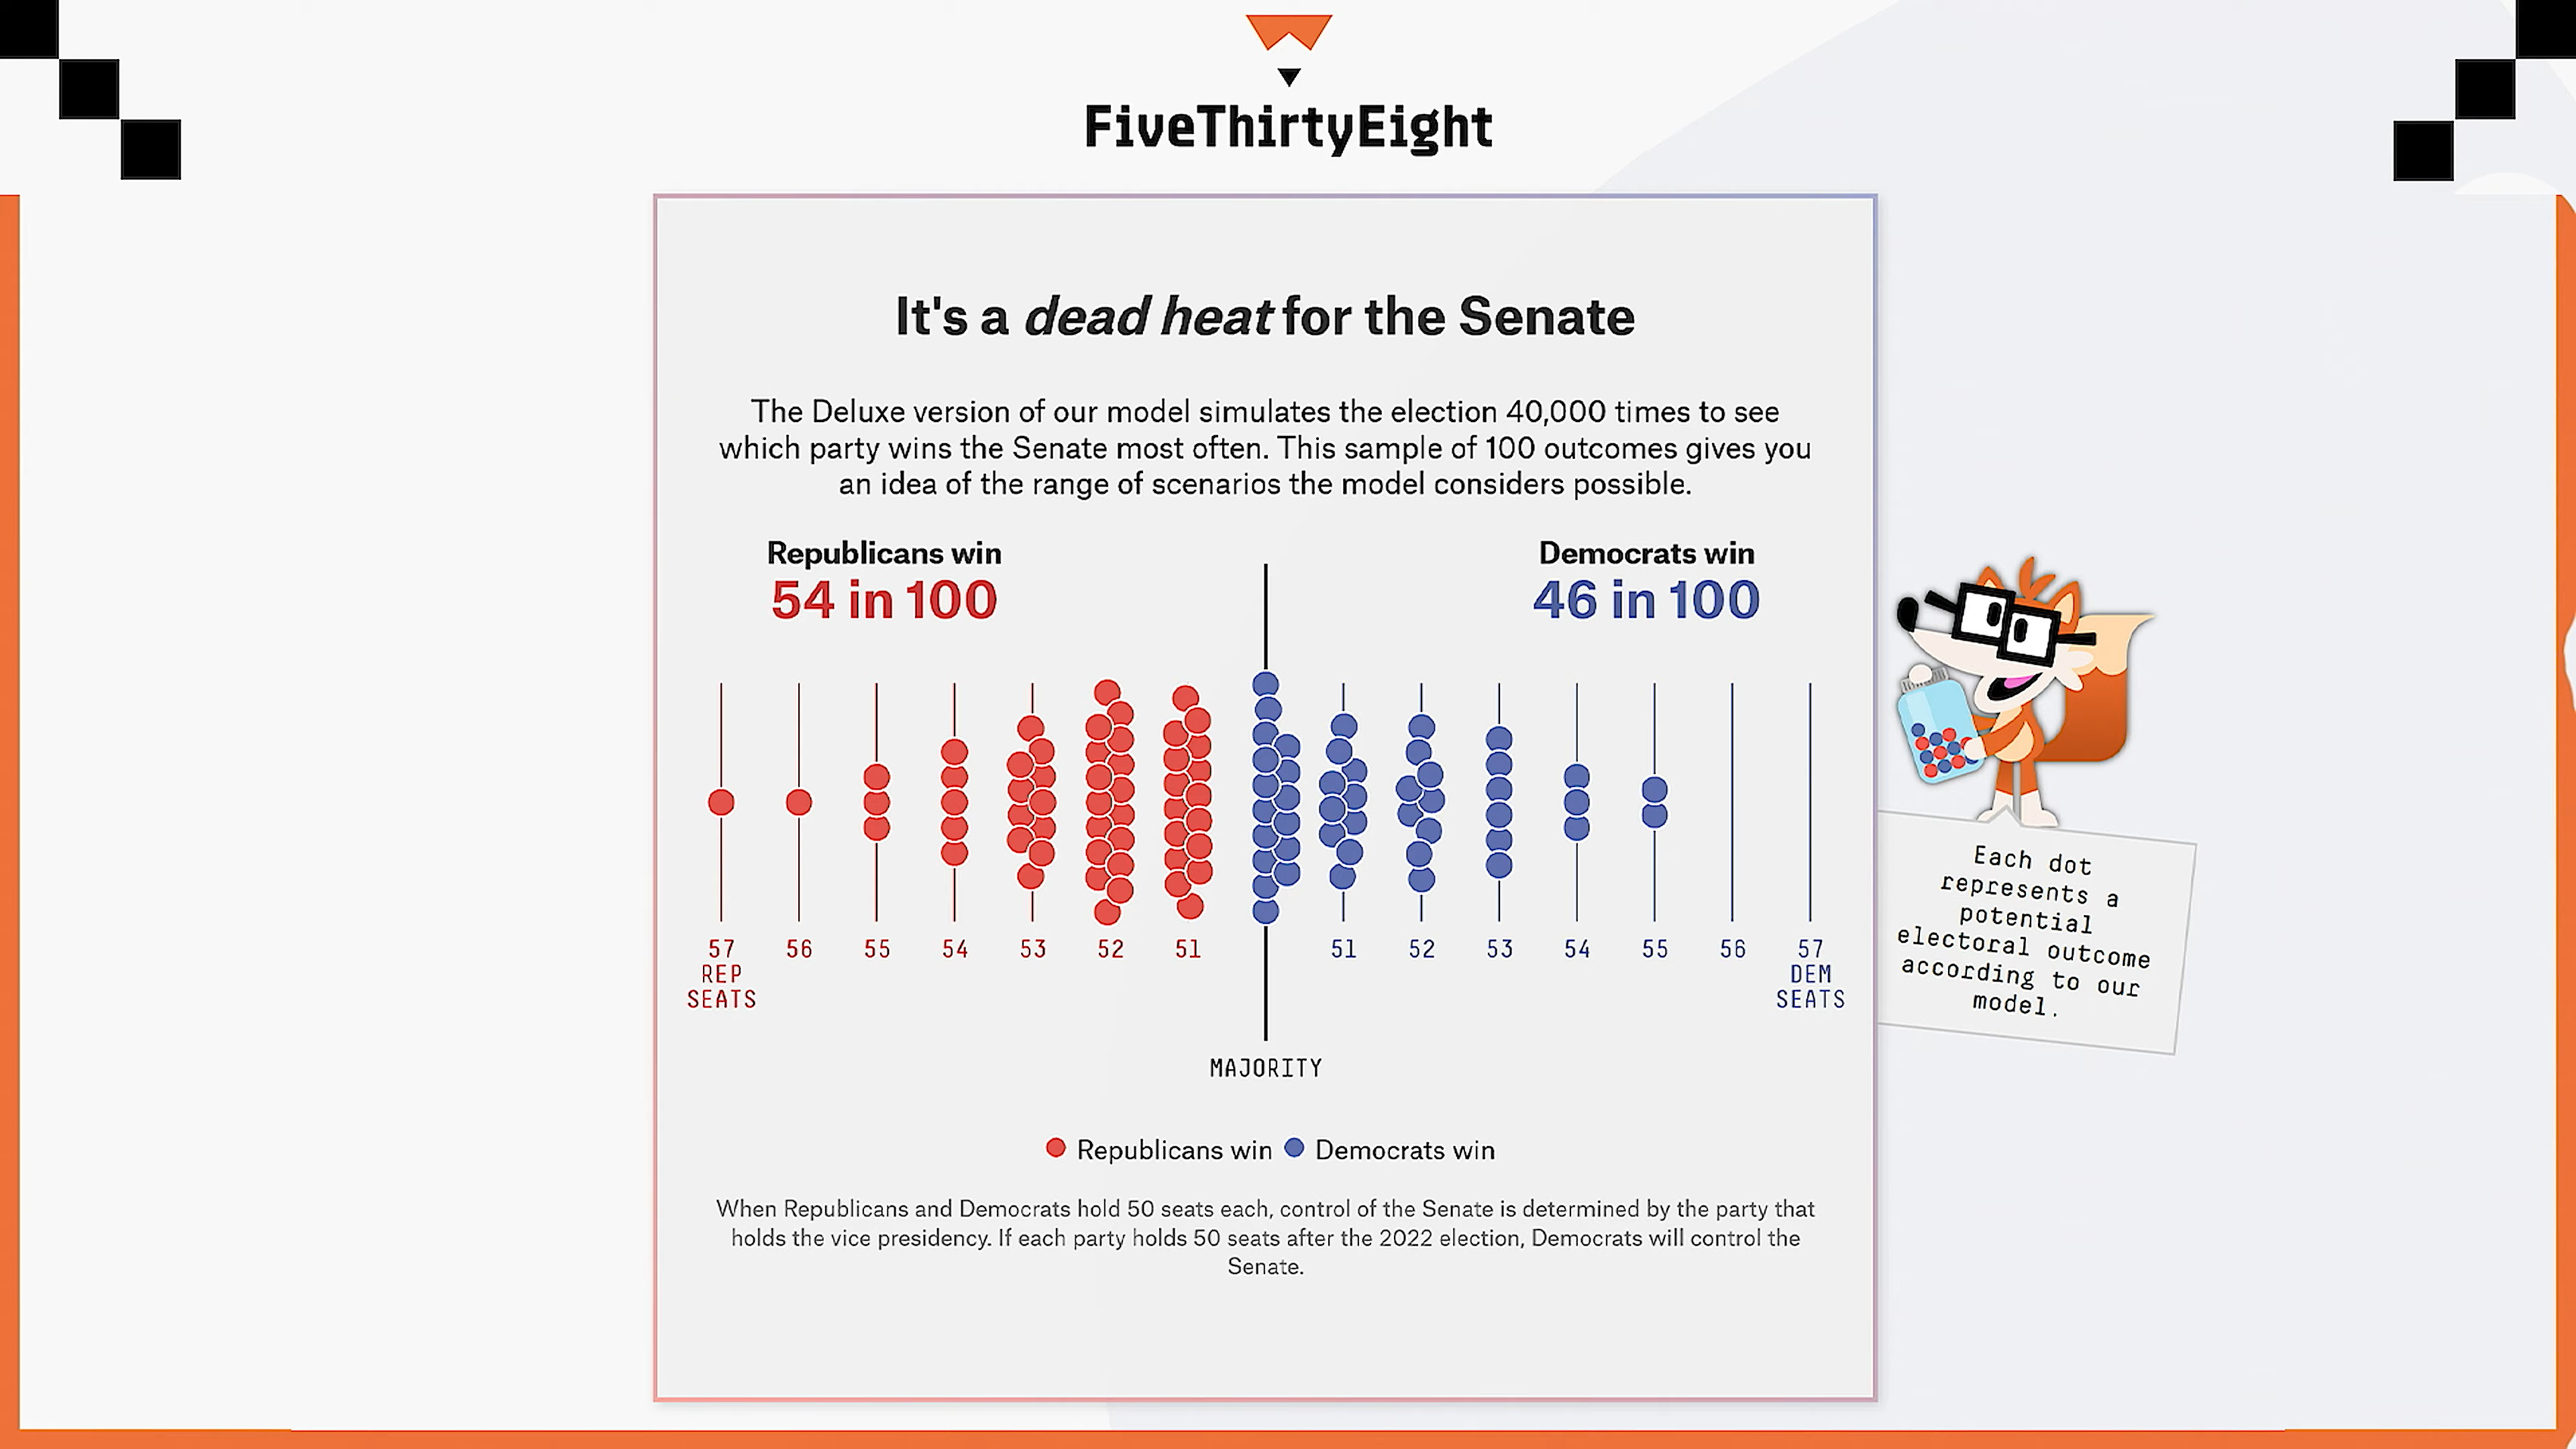 FiveThirtyEight
It's a dead heat for the Senate
The Deluxe version of our model simulates the election 40,000 times to see
which party wins the Senate most often. This sample of 100 outcomes gives you
an idea of the range of scenarios the model considers possible.
Republicans win
54 in 100
Democrats win
46 in 100
57 56 55 54 53 52 51 51 52 53 54 55 56 57
REP DEM
SEATS SEATS
MAJORITY
Republicans win Democrats win
When Republicans and Democrats hold 50 seats each, control of the Senate is determined by the party that
holds the vice presidency. If each party holds 50 seats after the 2022 election, Democrats will control the
Senate.
Each dot
represents a
potential
electoral outcome
according to our
model.